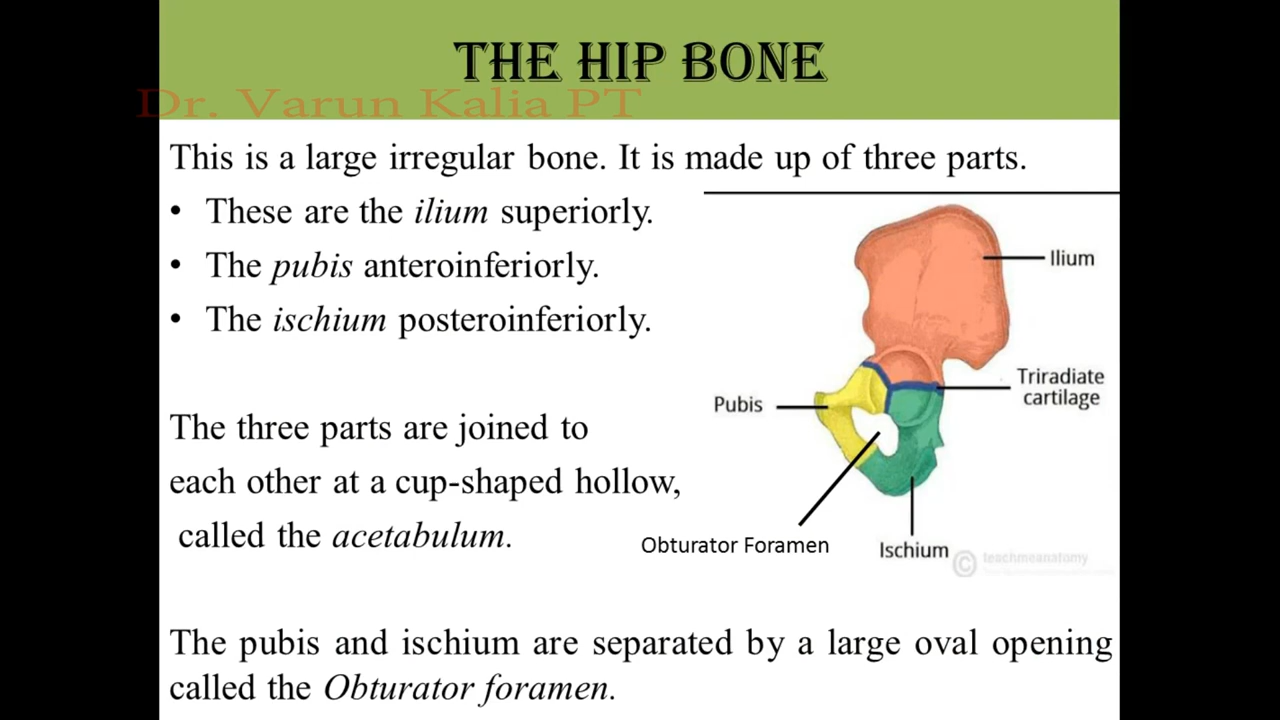 THE HIP BONE
Dr. Varun Kalia PT
This is a large irregular bone. It is made up of three parts.
• These are the ilium superiorly.
• The pubis anteroinferiorly.
• The ischium posteroinferiorly.
The three parts are joined to
each other at a cup-shaped hollow,
called the acetabulum.
Ilium
Triradiate
cartilage
Pubis
Obturator Foramen
Ischium
© teachmeanatomy
The pubis and ischium are separated by a large oval opening
called the Obturator foramen.